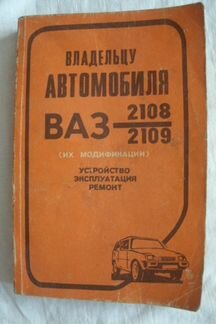 ВЛАДЕЛЬЦУ
АВТОМОБИЛЯ
ВАЗ 2108
2109
(ИХ МОДИФИКАЦИИ)
УСТРОЙСТВО
ЭКСПЛУАТАЦИЯ
РЕМОНТ